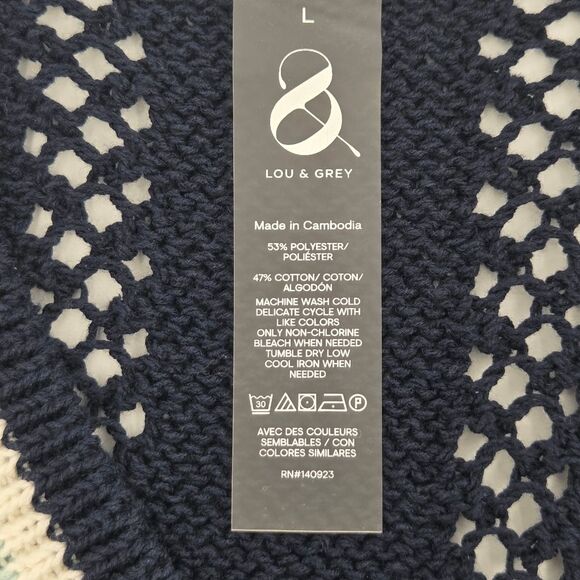 L
&
LOU & GREY
Made in Cambodia
53% POLYESTER/
POLIÉSTER
47% COTTON/ COTON/
ALGODÓN
MACHINE WASH COLD
DELICATE CYCLE WITH
LIKE COLORS
ONLY NON-CHLORINE
BLEACH WHEN NEEDED
TUMBLE DRY LOW
COOL IRON WHEN
NEEDED
30 P
AVEC DES COULEURS
SEMBLABLES / CON
COLORES SIMILARES
RN#140923